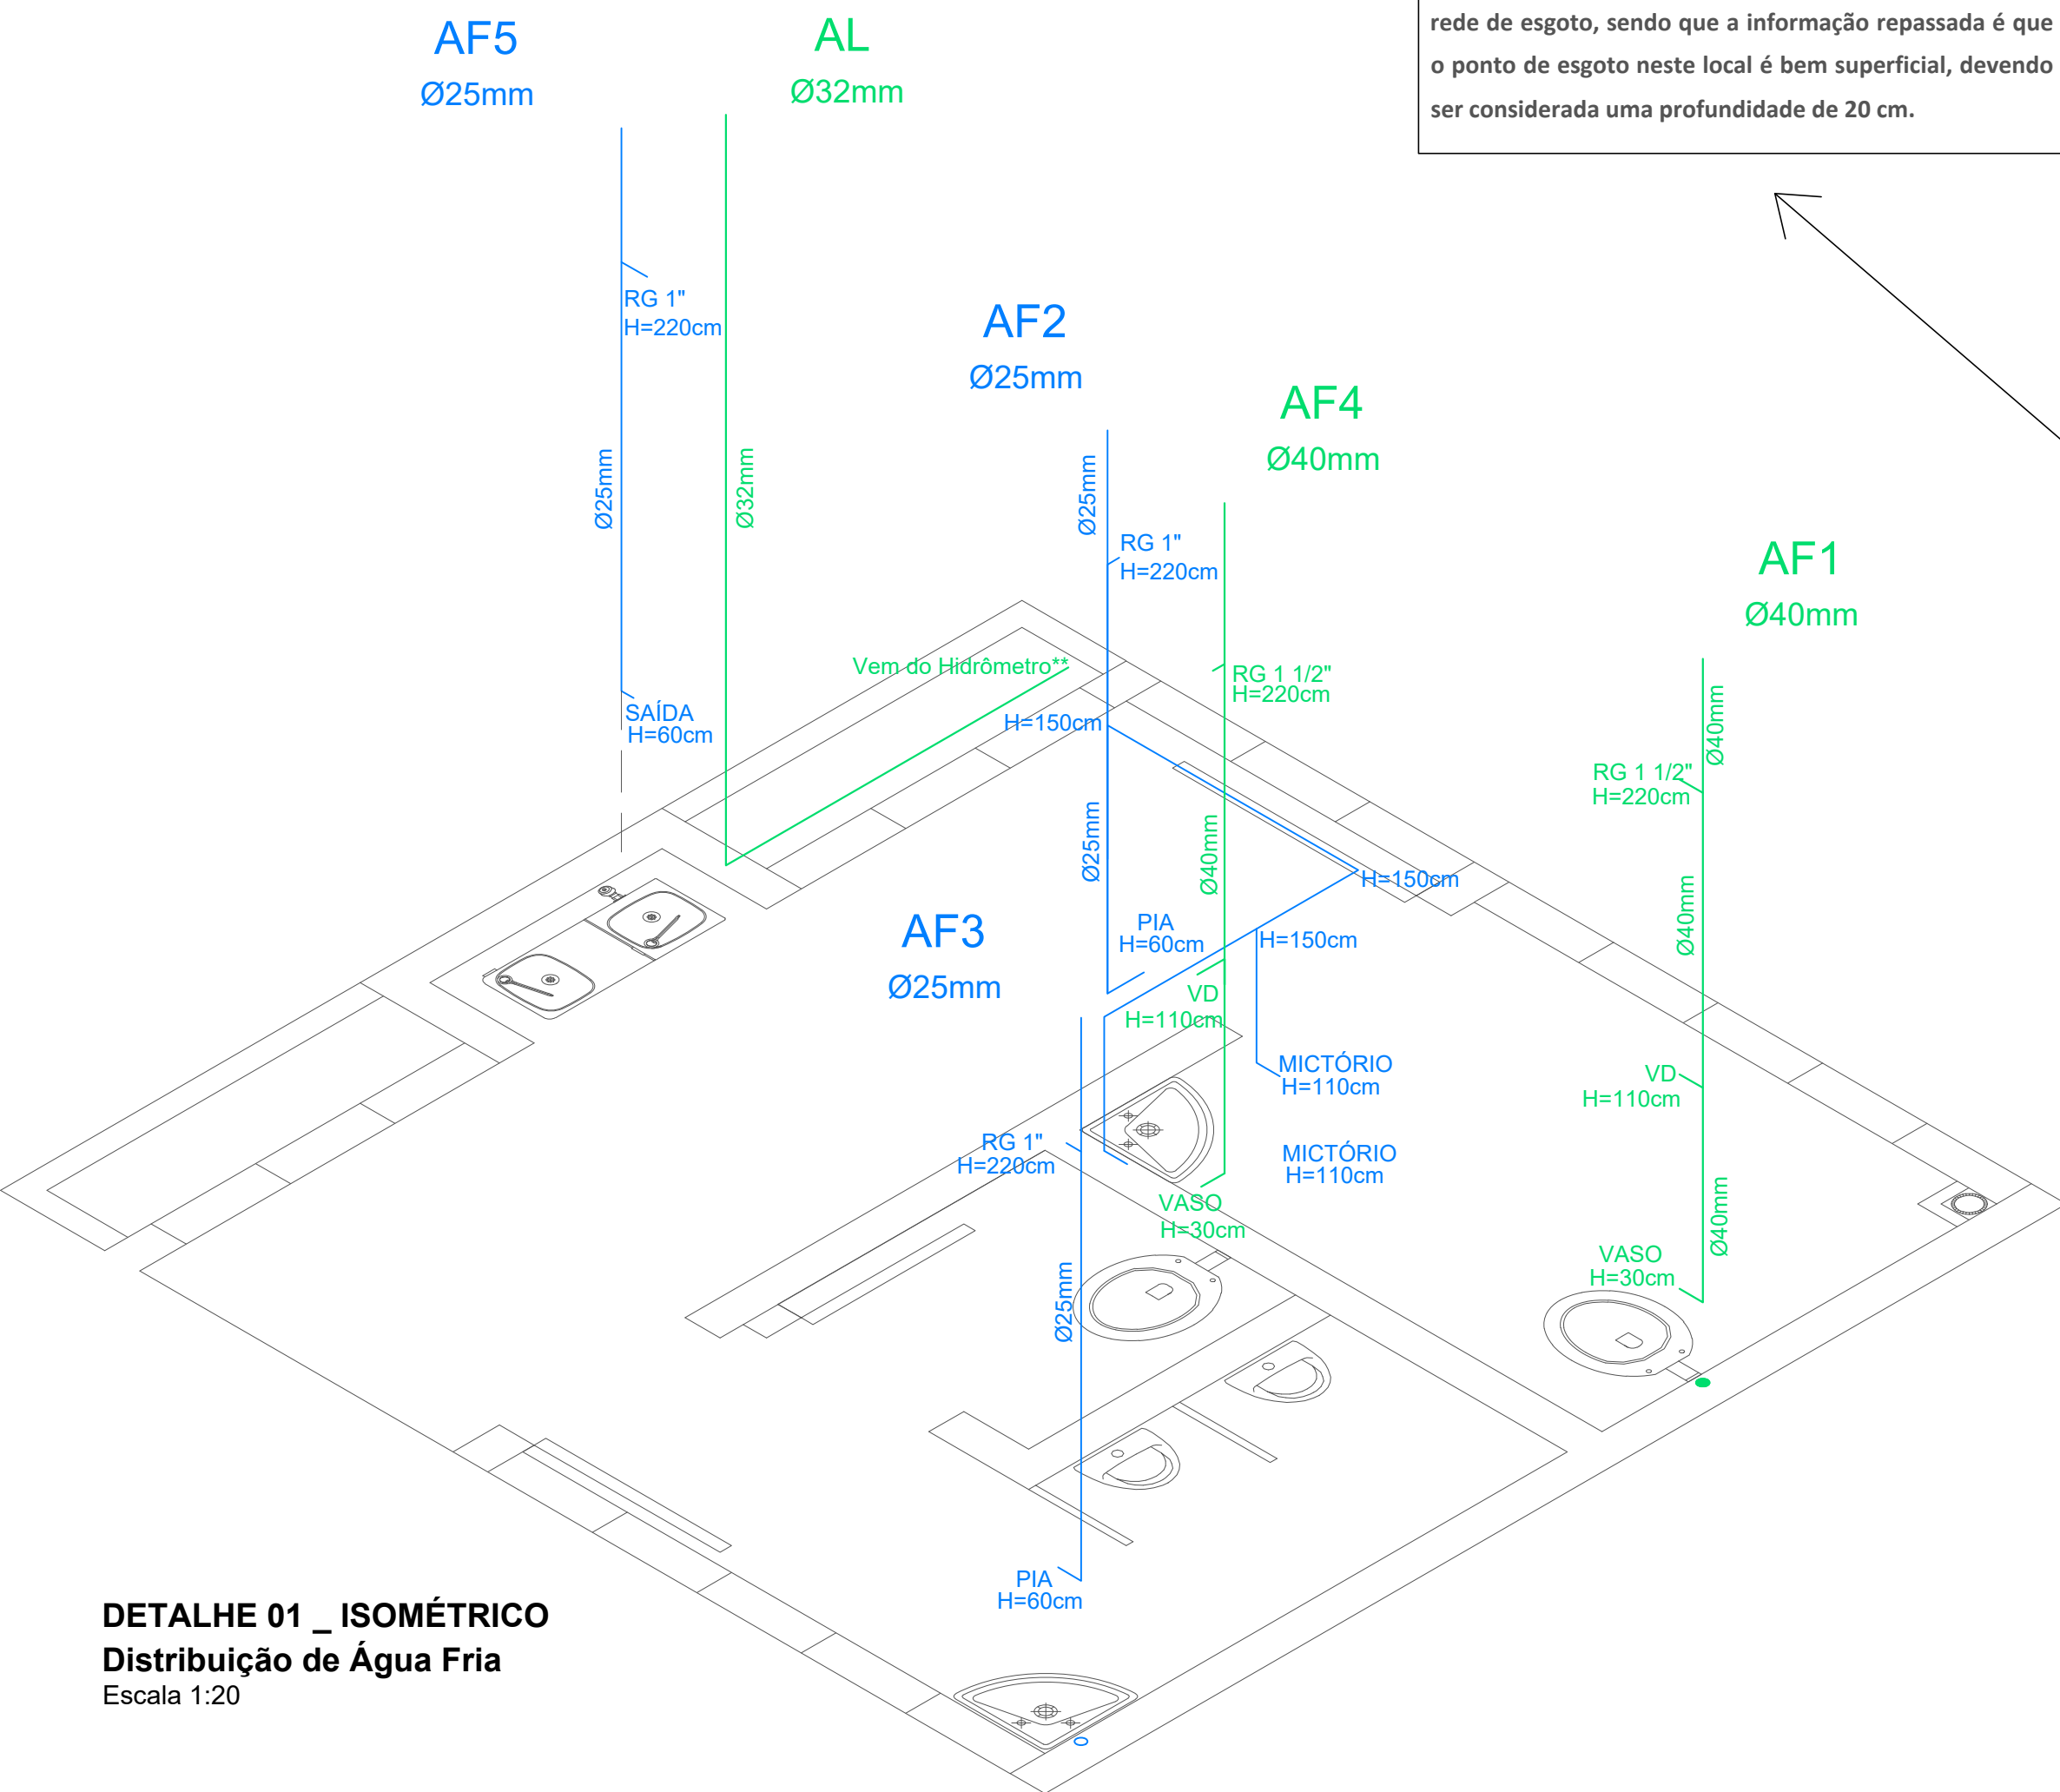 AF5
Ø25mm
AL
Ø32mm
rede de esgoto, sendo que a informação repassada é que
o ponto de esgoto neste local é bem superficial, devendo
ser considerada uma profundidade de 20 cm.
RG 1"
H=220cm
Ø25mm
Ø32mm
SAÍDA
H=60cm
AF2
Ø25mm
Ø25mm
RG 1"
H=220cm
AF4
Ø40mm
RG 1 1/2"
H=220cm
AF1
Ø40mm
Ø40mm
RG 1 1/2"
H=220cm
Vem do Hidrômetro**
H=150cm
Ø25mm
Ø40mm
H=150cm
PIA
H=60cm
H=150cm
AF3
Ø25mm
VD
H=110cm
Ø40mm
VD
H=110cm
MICTÓRIO
H=110cm
RG 1"
H=220cm
MICTÓRIO
H=110cm
VASO
H=30cm
Ø40mm
VASO
H=30cm
Ø25mm
PIA
H=60cm
DETALHE 01 _ ISOMÉTRICO
Distribuição de Água Fria
Escala 1:20